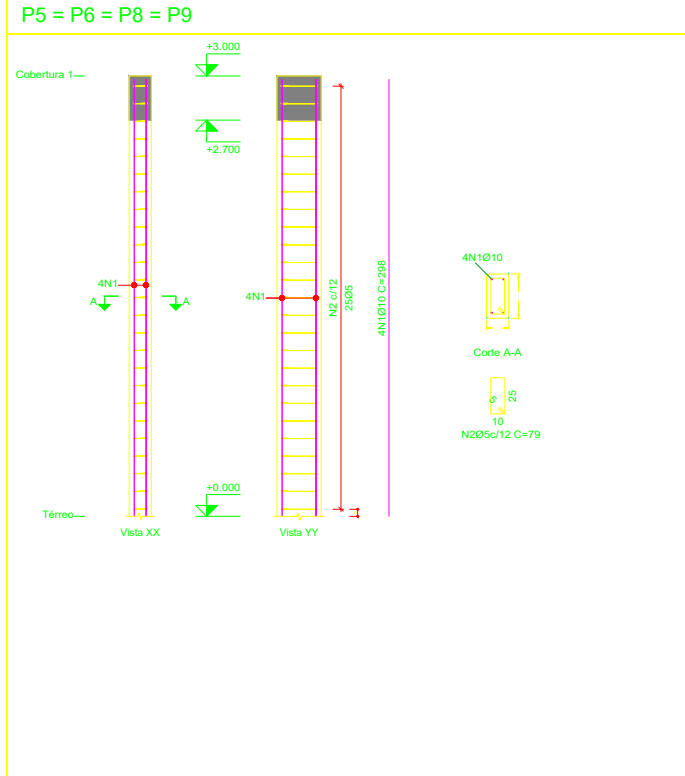 P5 = P6 = P8 = P9
+3.000
Cobertura 1
+2.700
4N1Ø10
4N1
A
A
4N1
N2 c/12
25Ø5
4N1Ø10 C=298
Corte A-A
5
25
10
N2Ø5c/12 C=79
+0.000
Térreo
Vista XX
Vista YY